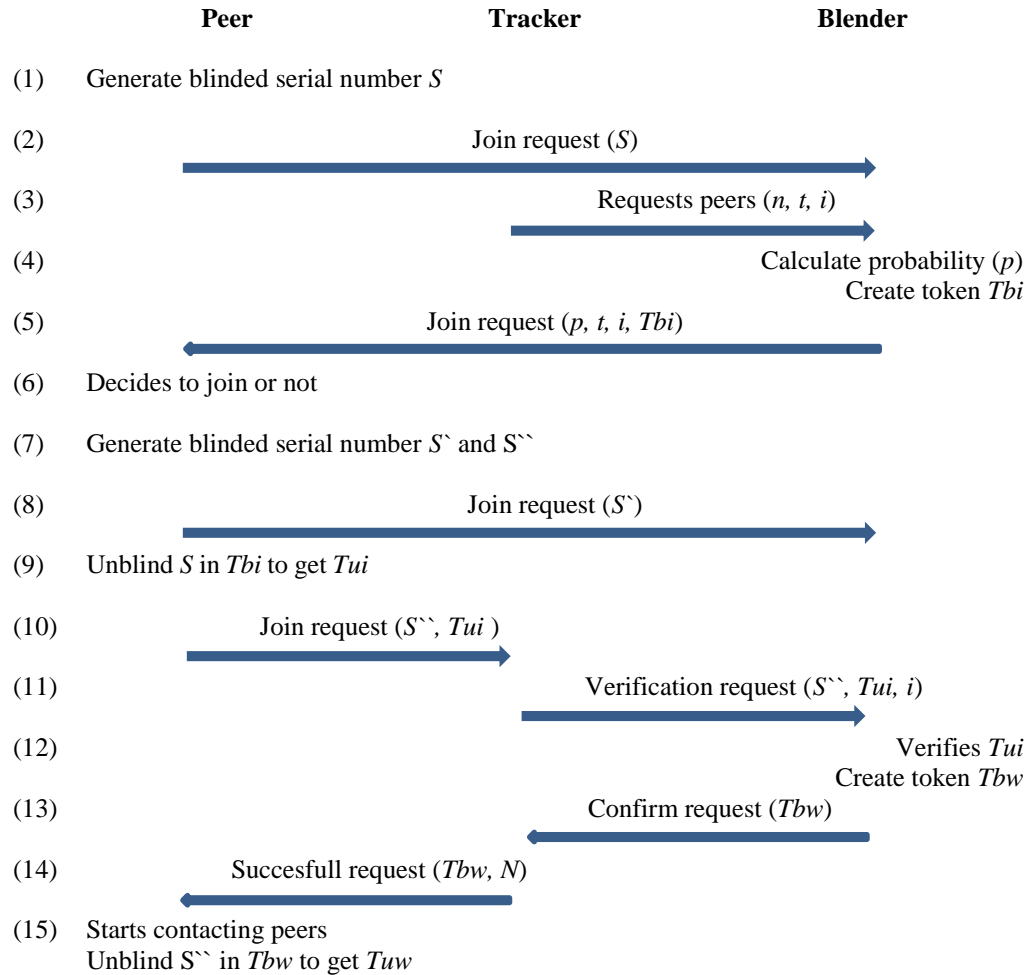 Peer Tracker Blender
(1) Generate blinded serial number S
(2) Join request (S)
(3) Requests peers (n, t, i)
(4) Calculate probability (p)
Create token Tbi
(5) Join request (p, t, i, Tbi)
(6) Decides to join or not
(7) Generate blinded serial number S` and S``
(8) Join request (S`)
(9) Unblind S in Tbi to get Tui
(10) Join request (S``, Tui )
(11) Verification request (S``, Tui, i)
(12) Verifies Tui
Create token Tbw
(13) Confirm request (Tbw)
(14) Succesfull request (Tbw, N)
(15) Starts contacting peers
Unblind S`` in Tbw to get Tuw